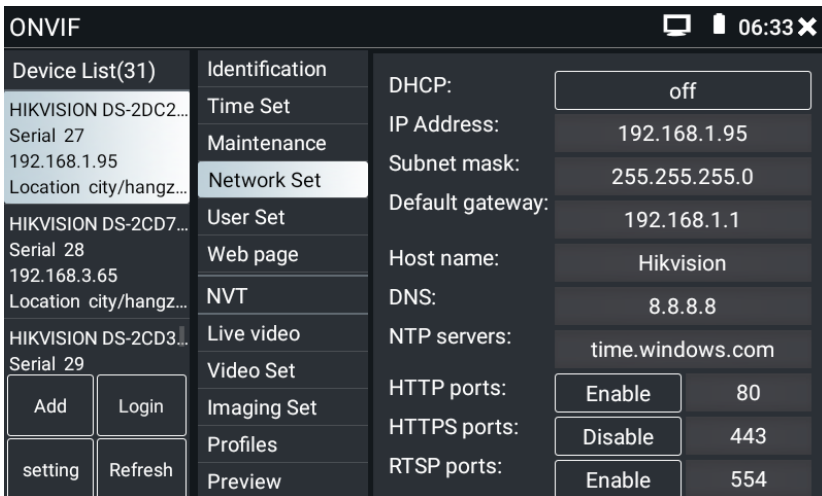 ONVIF
06:33
Device List(31)
HIKVISION DS-2DC2...
Serial 27
192.168.1.95
Location city/hangz...
HIKVISION DS-2CD7...
Serial 28
192.168.3.65
Location city/hangz...
HIKVISION DS-2CD3...
Serial 29
Add
Login
setting
Refresh
Identification
Time Set
Maintenance
Network Set
User Set
Web page
NVT
Live video
Video Set
Imaging Set
Profiles
Preview
DHCP: off
IP Address: 192.168.1.95
Subnet mask: 255.255.255.0
Default gateway: 192.168.1.1
Host name: Hikvision
DNS: 8.8.8.8
NTP servers: time.windows.com
HTTP ports: Enable 80
HTTPS ports: Disable 443
RTSP ports: Enable 554